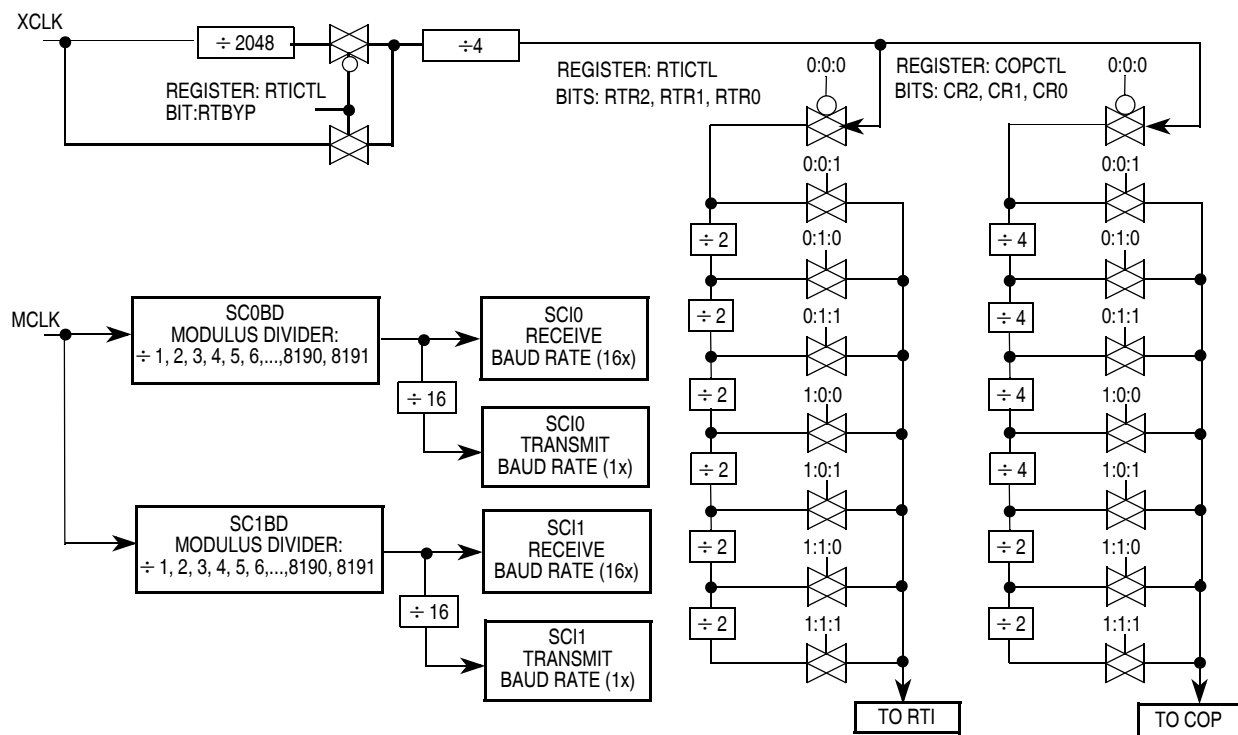 XCLK
÷ 2048
÷4
REGISTER: RTICTL
BIT:RTBYP
REGISTER: RTICTL
BITS: RTR2, RTR1, RTR0
0:0:0
REGISTER: COPCTL
BITS: CR2, CR1, CR0
0:0:0
0:0:1
0:0:1
÷ 2
0:1:0
÷ 4
0:1:0
÷ 2
0:1:1
÷ 4
0:1:1
÷ 2
1:0:0
÷ 4
1:0:0
÷ 2
1:0:1
÷ 4
1:0:1
÷ 2
1:1:0
÷ 2
1:1:0
÷ 2
1:1:1
÷ 2
1:1:1
TO RTI
TO COP
MCLK
SC0BD
MODULUS DIVIDER:
÷ 1, 2, 3, 4, 5, 6,...,8190, 8191
SCI0
RECEIVE
BAUD RATE (16x)
÷ 16
SCI0
TRANSMIT
BAUD RATE (1x)
SC1BD
MODULUS DIVIDER:
÷ 1, 2, 3, 4, 5, 6,...,8190, 8191
SCI1
RECEIVE
BAUD RATE (16x)
÷ 16
SCI1
TRANSMIT
BAUD RATE (1x)